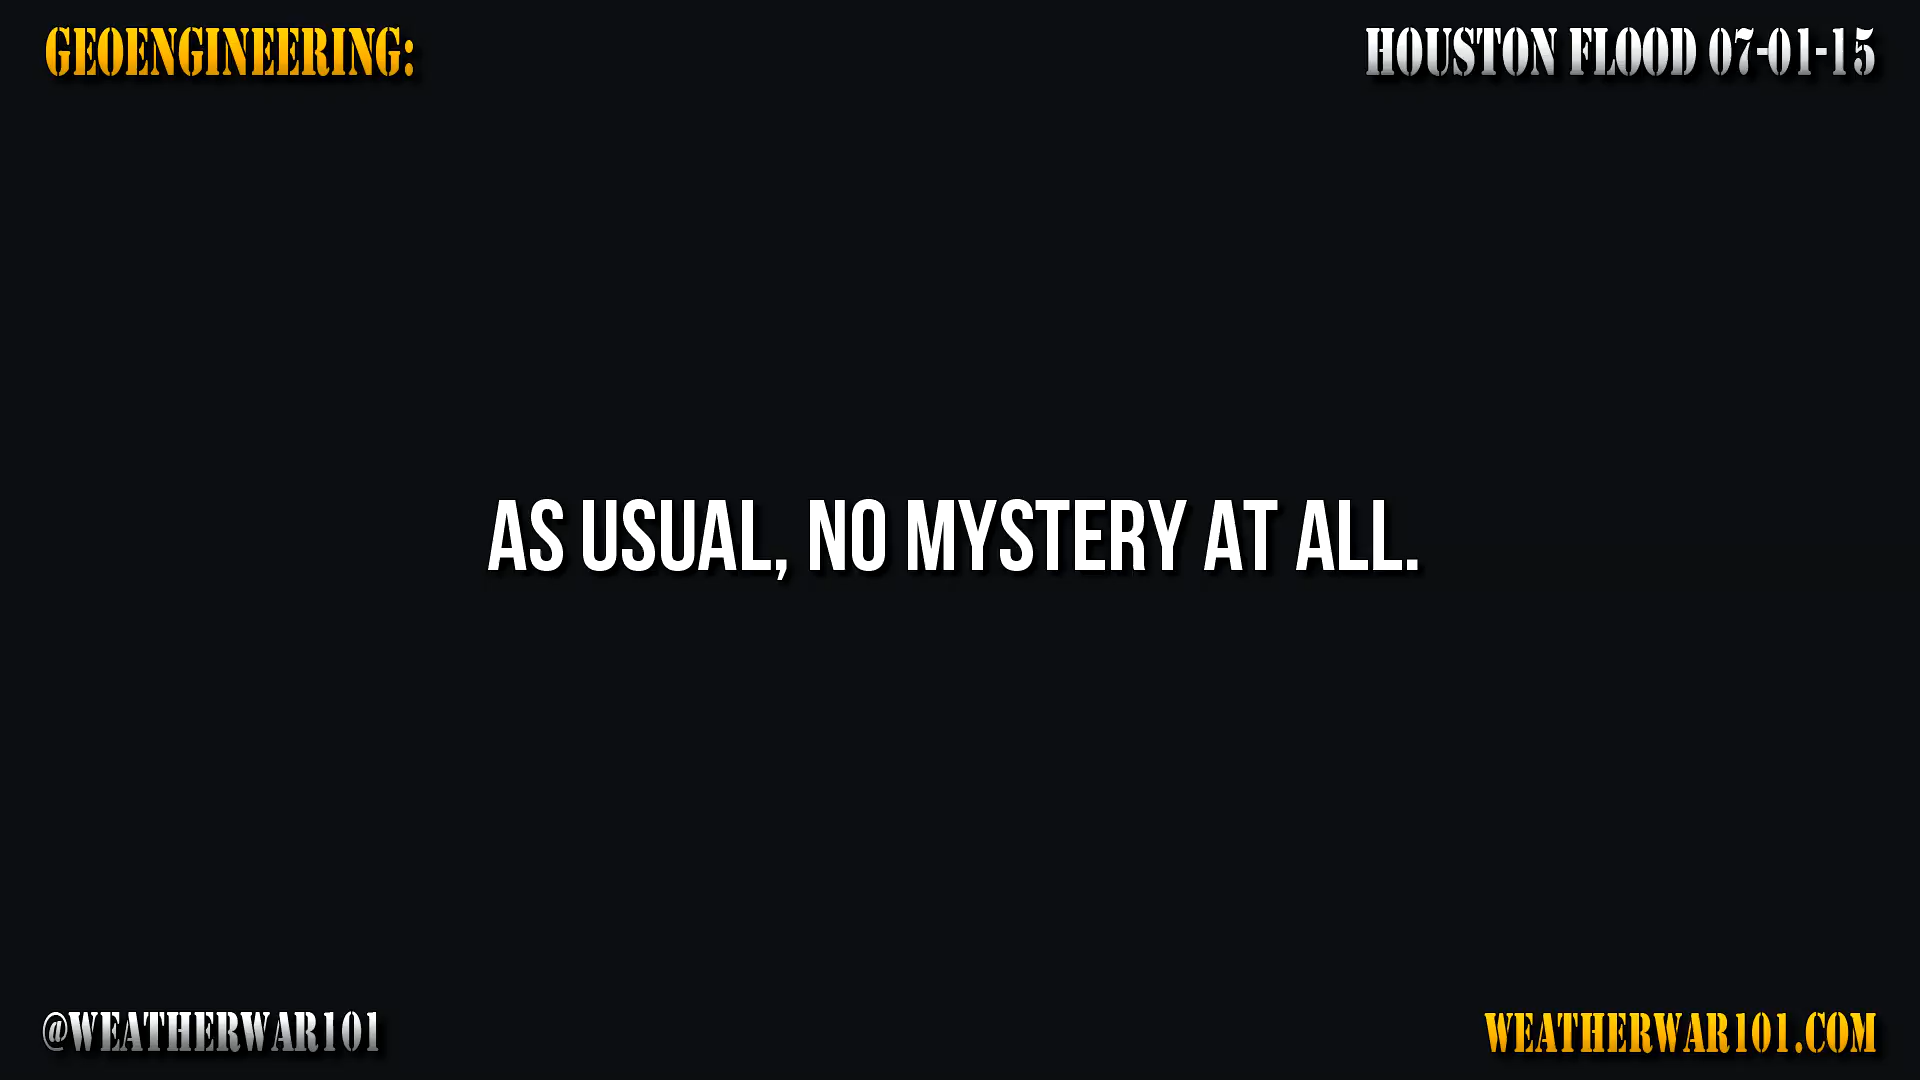 GEOENGINEERING:
HOUSTON FLOOD 07-01-15
AS USUAL, NO MYSTERY AT ALL.
@WEATHERWAR101
WEATHERWAR101.COM